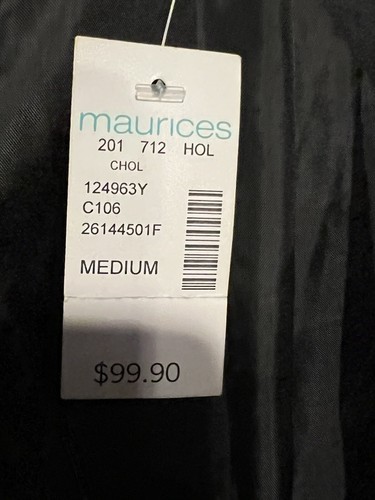 maurices
201 712 HOL
CHOL
124963Y
C106
26144501F
MEDIUM
$99.90